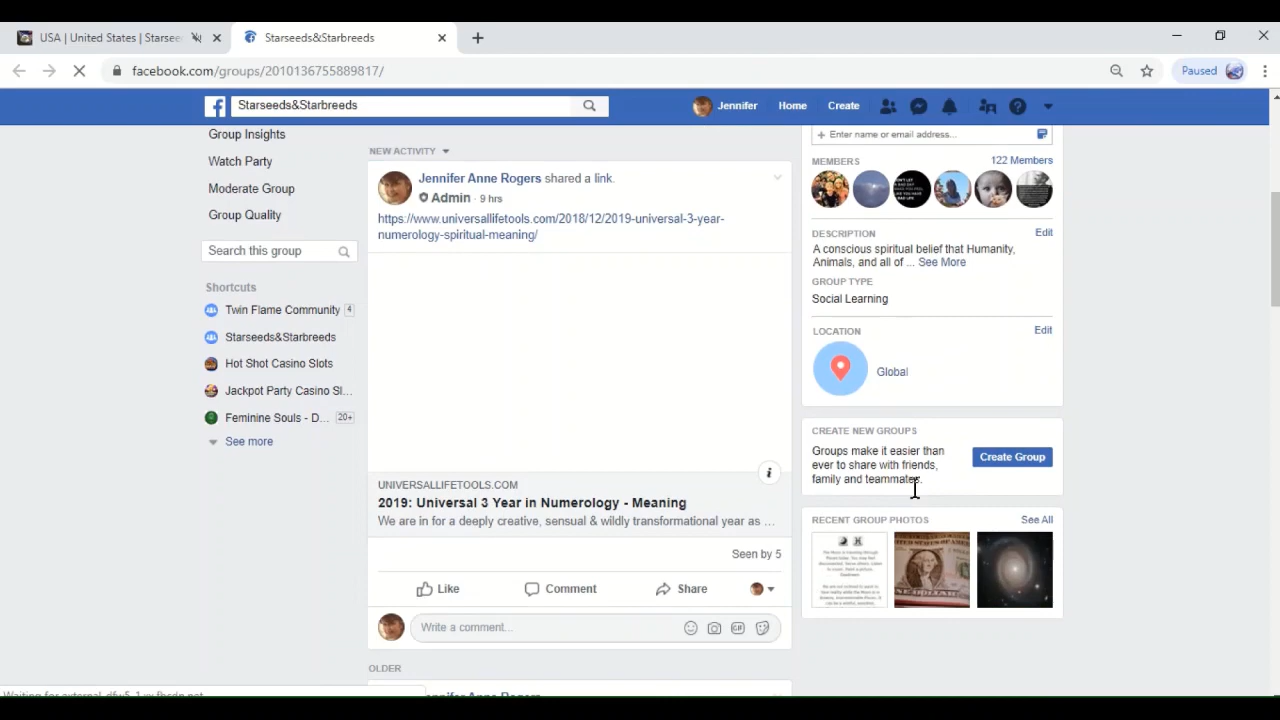 USA | United States | Starsee
Starseeds&Starbreeds
facebook.com/groups/2010136755889817/
Paused
Starseeds&Starbreeds
Jennifer
Home
Create
Group Insights
Watch Party
Moderate Group
Group Quality
Search this group
Shortcuts
Twin Flame Community 4
Starseeds&Starbreeds
Hot Shot Casino Slots
Jackpot Party Casino Sl...
Feminine Souls - D... 20+
See more
NEW ACTIVITY
Jennifer Anne Rogers shared a link.
Admin · 9 hrs
https://www.universallifetools.com/2018/12/2019-universal-3-year-
numerology-spiritual-meaning/
UNIVERSALLIFETOOLS.COM
2019: Universal 3 Year in Numerology - Meaning
We are in for a deeply creative, sensual & wildly transformational year as ...
Seen by 5
Like
Comment
Share
Write a comment...
GIF
OLDER
+ Enter name or email address...
MEMBERS
122 Members
DESCRIPTION
Edit
A conscious spiritual belief that Humanity,
Animals, and all of ... See More
GROUP TYPE
Social Learning
LOCATION
Edit
Global
CREATE NEW GROUPS
Groups make it easier than
ever to share with friends,
family and teammates.
Create Group
RECENT GROUP PHOTOS
See All